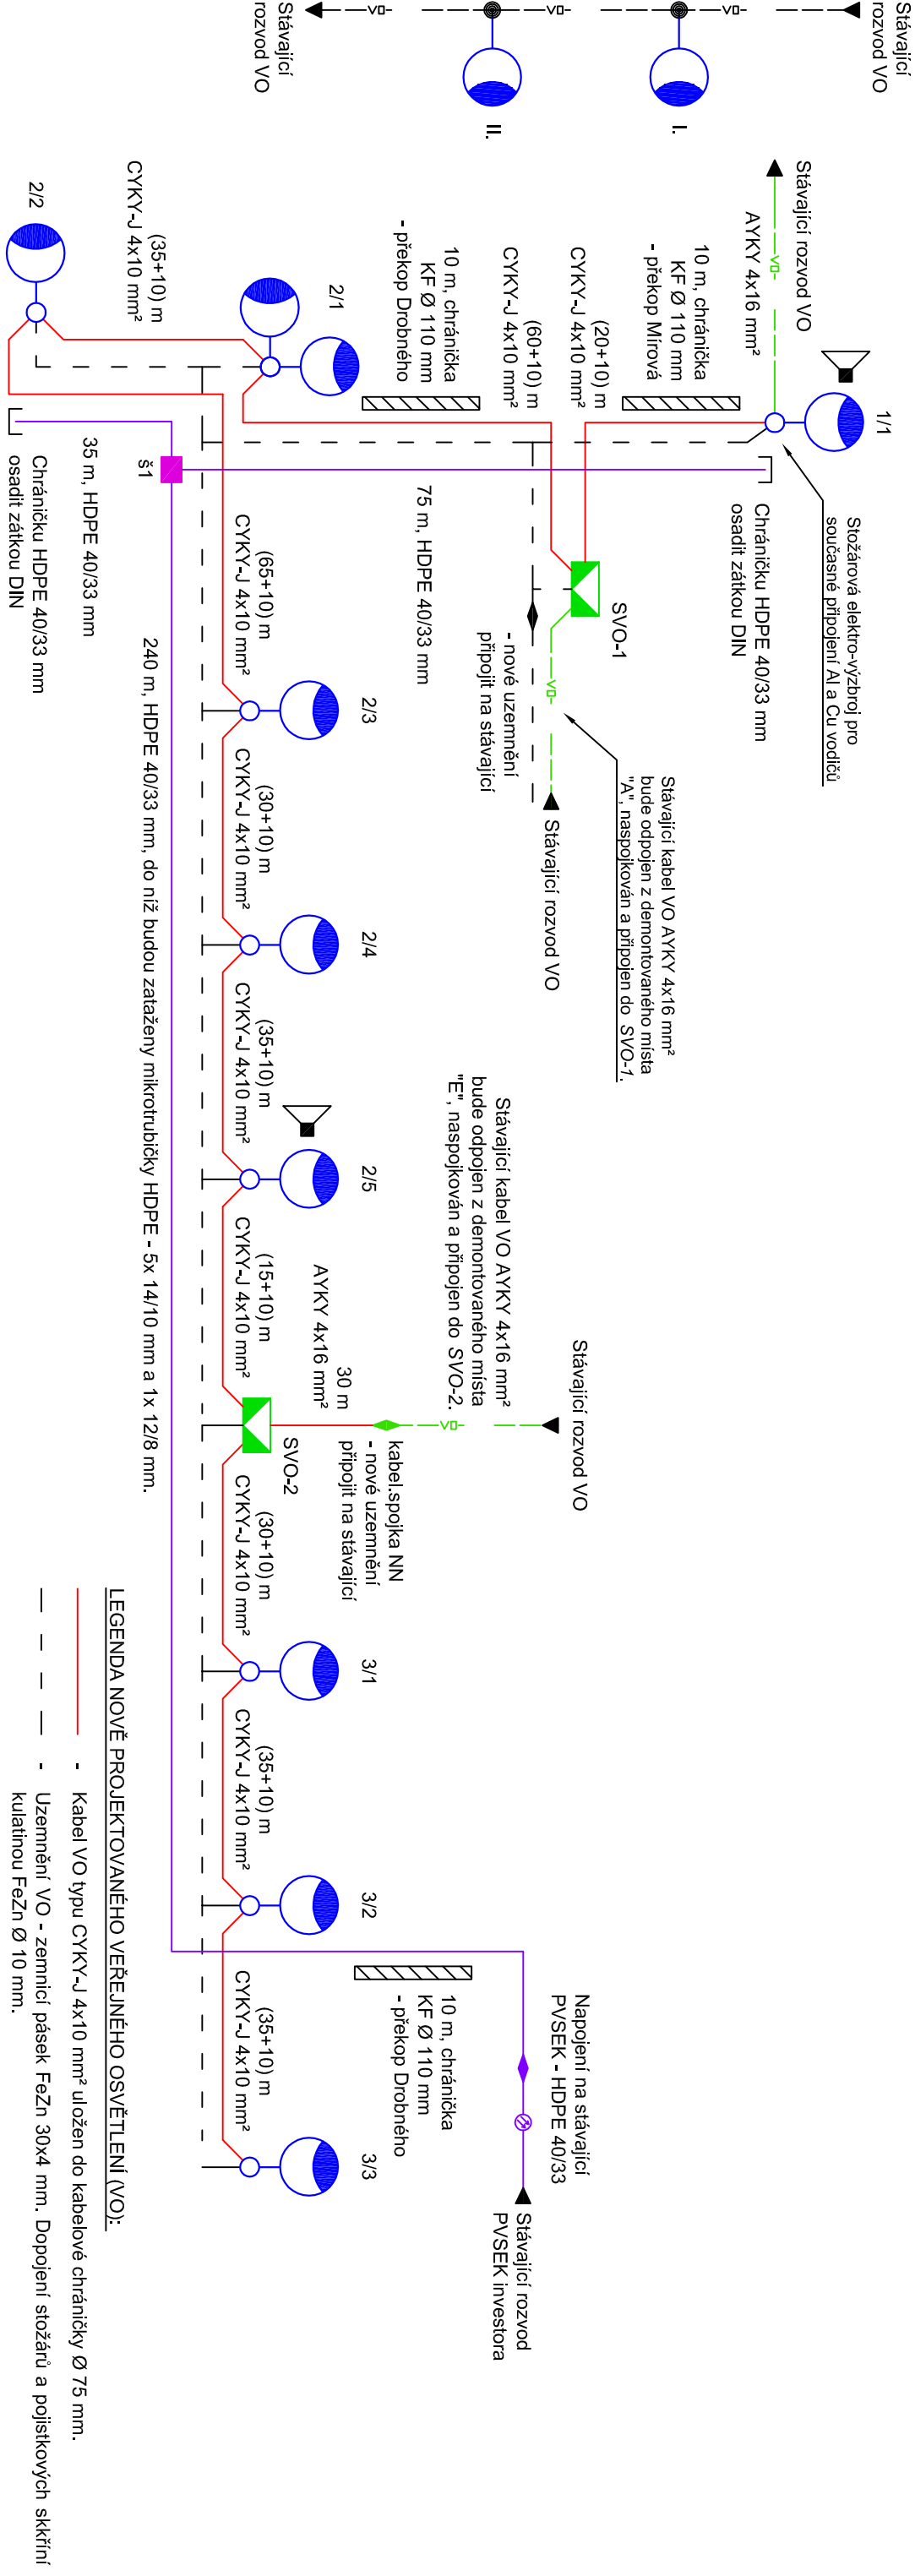 Stávající
rozvod VO
I.
II.
Stávající
rozvod VO
Stávající rozvod VO
AYKY 4x16 mm²
1/1
Stožárová elektro-výzbroj pro
současné připojení Al a Cu vodičů
10 m, chránička
KF Ø 110 mm
- překop Mírová
(20+10) m
CYKY-J 4x10 mm²
(60+10) m
CYKY-J 4x10 mm²
10 m, chránička
KF Ø 110 mm
- překop Drobného
2/1
(35+10) m
CYKY-J 4x10 mm²
2/2
Chráničku HDPE 40/33 mm
osadit zátkou DIN
SVO-1
- nové uzemnění
připojit na stávající
75 m, HDPE 40/33 mm
Stávající kabel VO AYKY 4x16 mm²
bude odpojen z demontovaného místa
"A", naspojkován a připojen do SVO-1.
Stávající rozvod VO
š1
35 m, HDPE 40/33 mm
Chráničku HDPE 40/33 mm
osadit zátkou DIN
(65+10) m
CYKY-J 4x10 mm²
2/3
(30+10) m
CYKY-J 4x10 mm²
2/4
(35+10) m
CYKY-J 4x10 mm²
2/5
(15+10) m
CYKY-J 4x10 mm²
240 m, HDPE 40/33 mm, do níž budou zataženy mikrotrubičky HDPE - 5x 14/10 mm a 1x 12/8 mm.
Stávající kabel VO AYKY 4x16 mm²
bude odpojen z demontovaného místa
"E", naspojkován a připojen do SVO-2.
Stávající rozvod VO
30 m
AYKY 4x16 mm²
kabel.spojka NN
- nové uzemnění
připojit na stávající
SVO-2
(30+10) m
CYKY-J 4x10 mm²
3/1
(35+10) m
CYKY-J 4x10 mm²
3/2
(35+10) m
CYKY-J 4x10 mm²
3/3
Napojení na stávající
PVSEK - HDPE 40/33
10 m, chránička
KF Ø 110 mm
- překop Drobného
Stávající rozvod
PVSEK investora
LEGENDA NOVĚ PROJEKTOVANÉHO VEŘEJNÉHO OSVĚTLENÍ (VO):
- Kabel VO typu CYKY-J 4x10 mm² uložen do kabelové chráničky Ø 75 mm.
- Uzemnění VO - zemnicí pásek FeZn 30x4 mm. Dopojení stožárů a pojistkových skkříní
kulatinou FeZn Ø 10 mm.